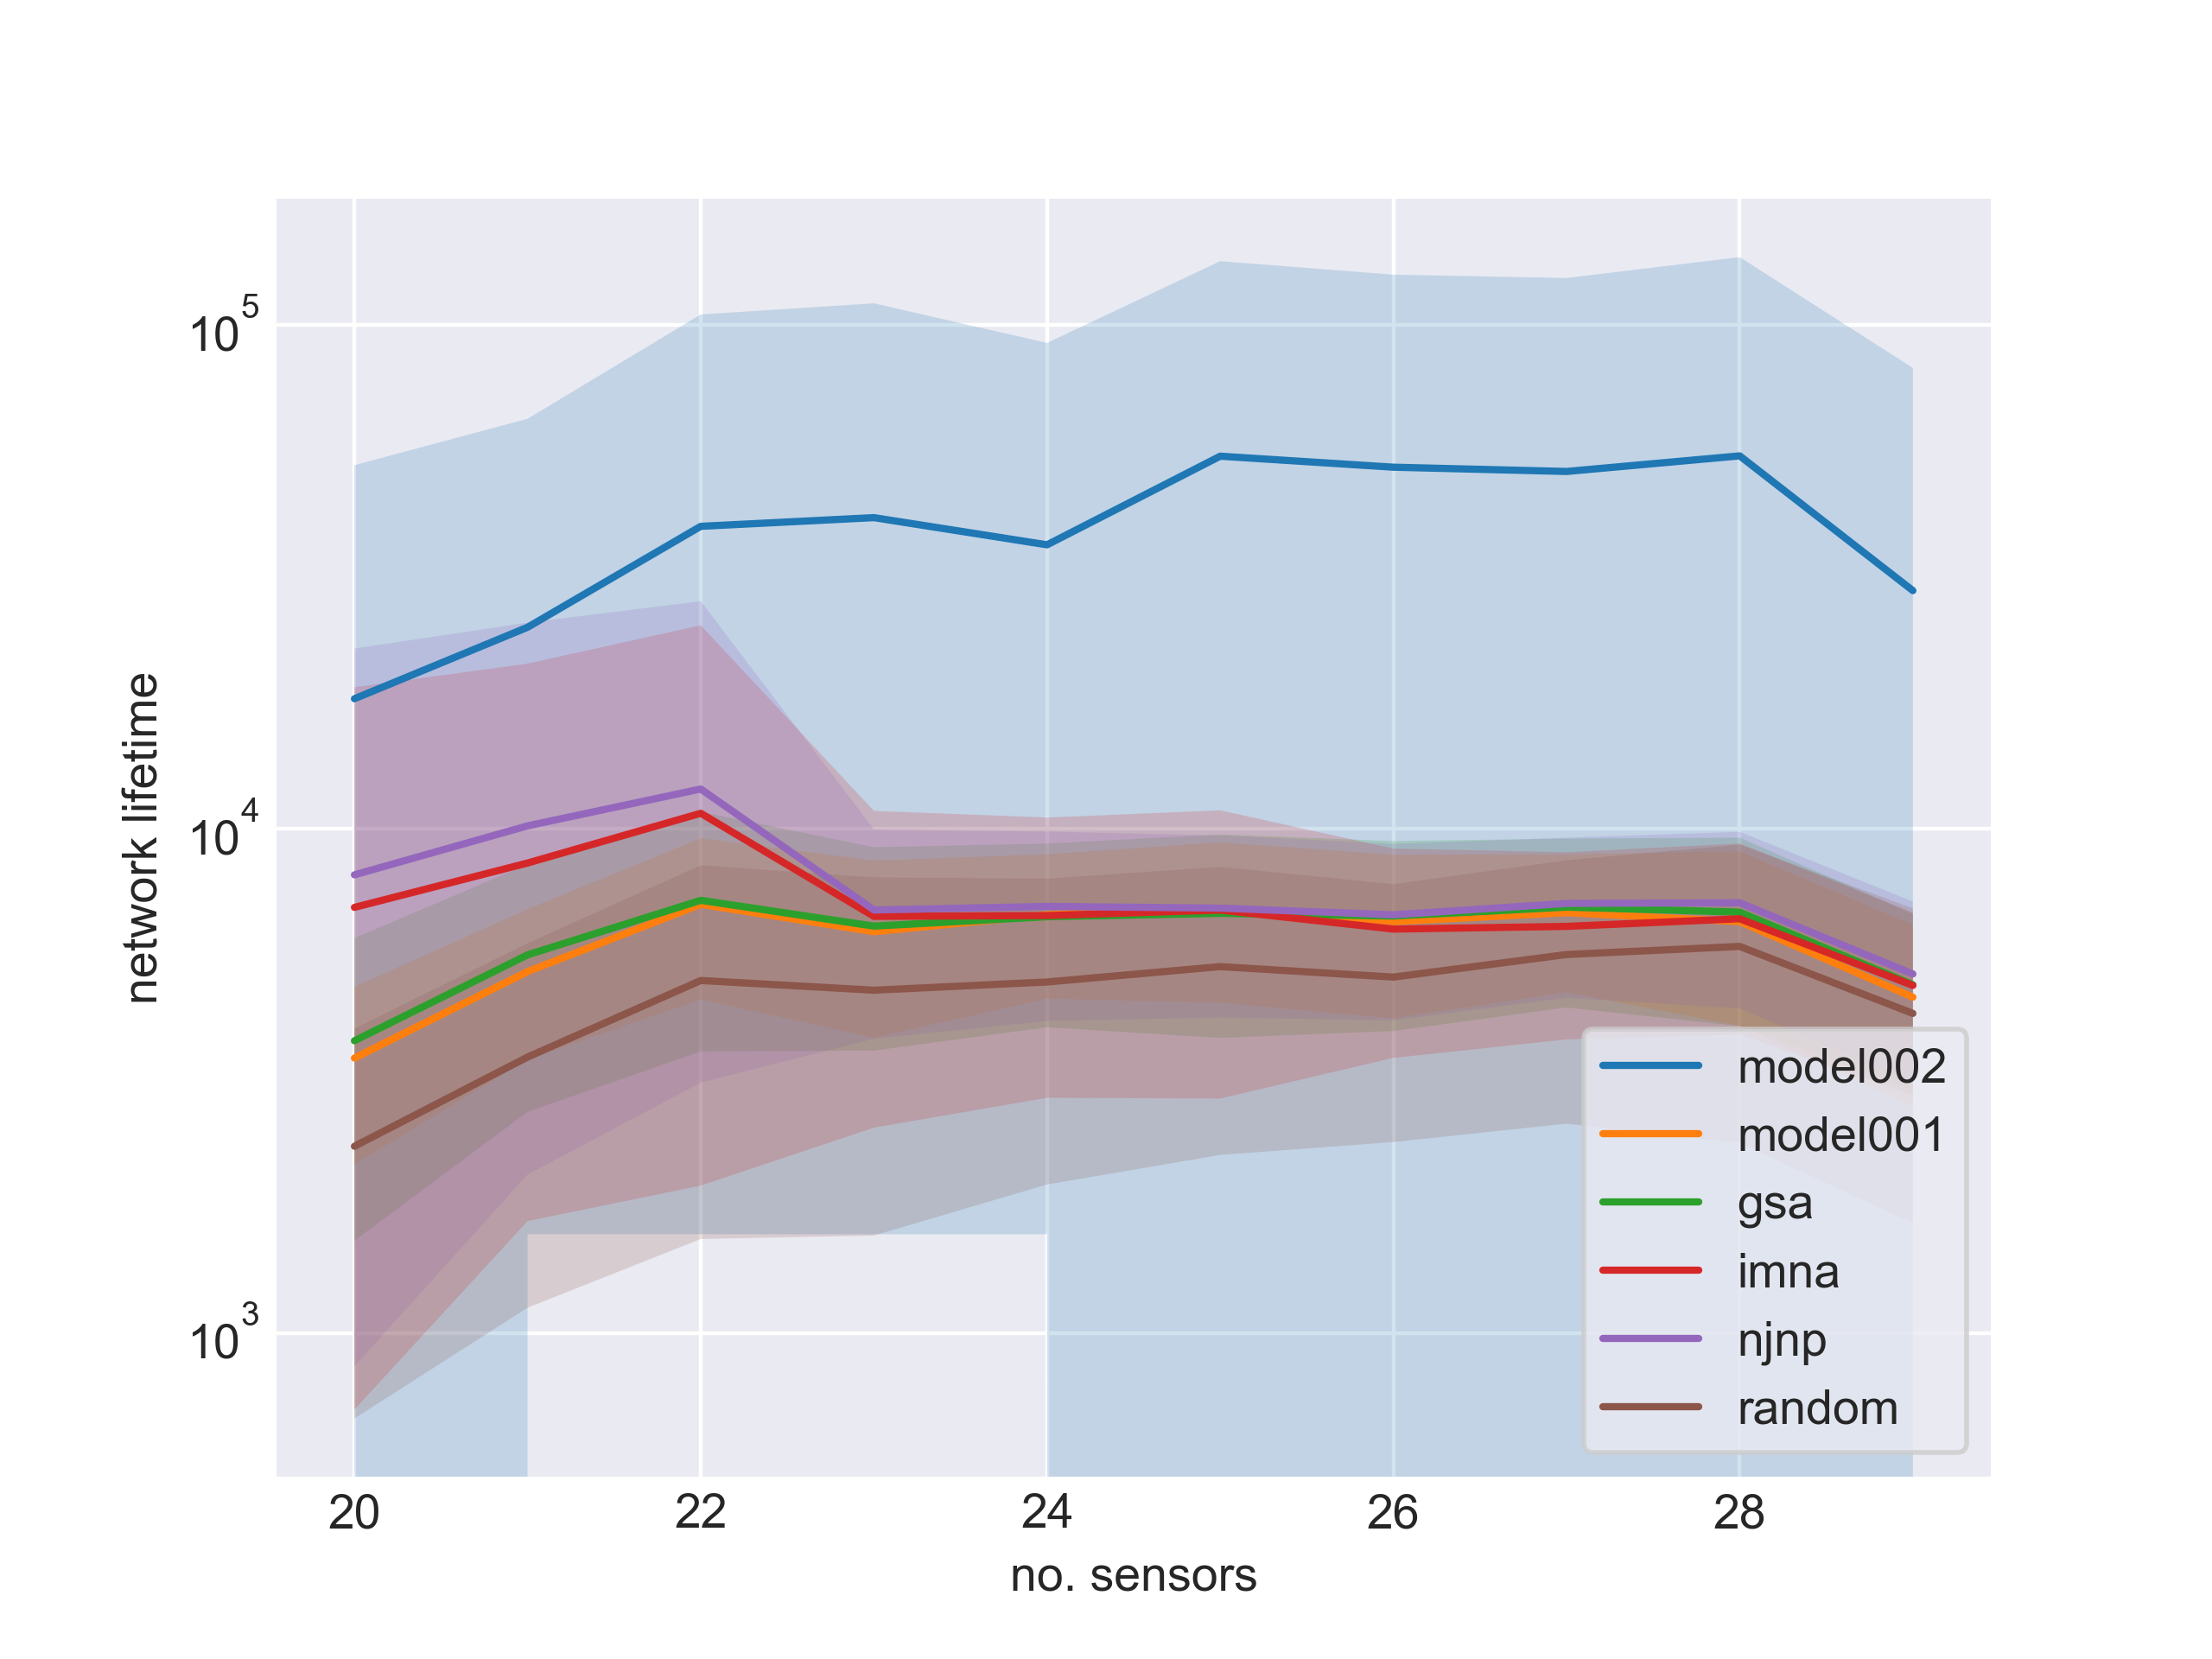 network lifetime
10^5
10^4
10^3
20 22 24 26 28
no. sensors
model002
model001
gsa
imna
njnp
random